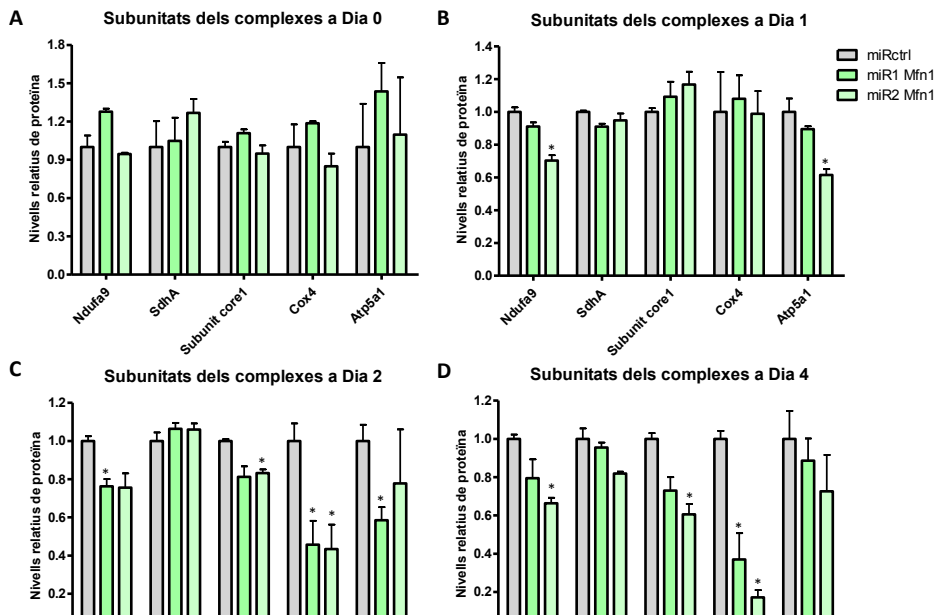 A
Subunitats dels complexes a Dia 0
Nivells relatius de proteïna
1.8
1.5
1.2
0.9
0.6
0.3
0.0
Ndufa9
SdhA
Subunit core1
Cox4
Atp5a1
B
Subunitats dels complexes a Dia 1
Nivells relatius de proteïna
1.4
1.2
1.0
0.8
0.6
0.4
0.2
0.0
*
*
Ndufa9
SdhA
Subunit core1
Cox4
Atp5a1
miRctrl
miR1 Mfn1
miR2 Mfn1
C
Subunitats dels complexes a Dia 2
Nivells relatius de proteïna
1.2
1.0
0.8
0.6
0.4
0.2
*
*
*
*
*
D
Subunitats dels complexes a Dia 4
Nivells relatius de proteïna
1.2
1.0
0.8
0.6
0.4
0.2
*
*
*
*